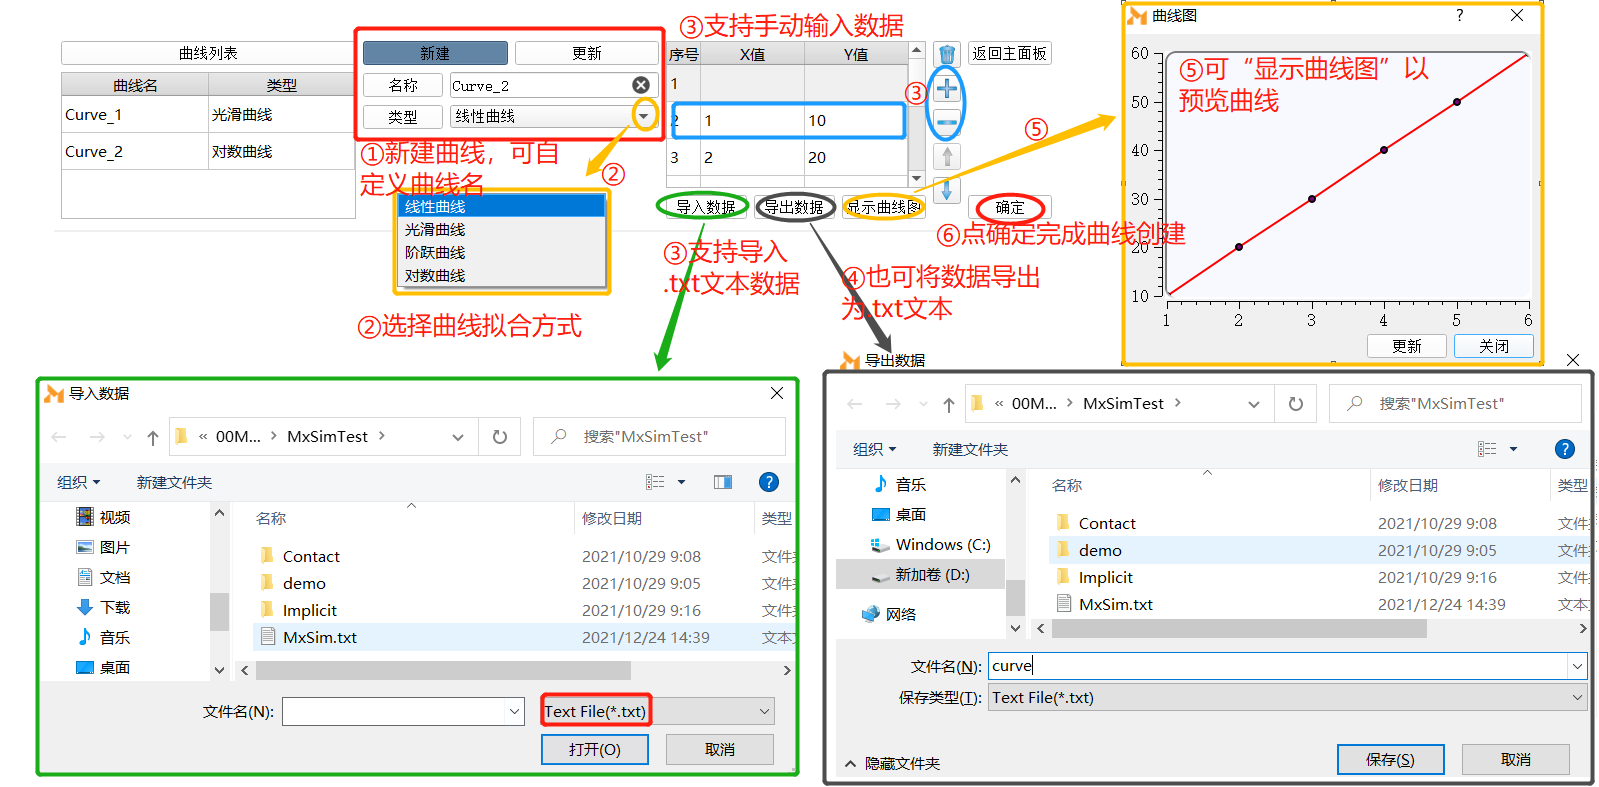 ③支持手动输入数据
曲线列表
曲线名 类型
Curve_1 光滑曲线
Curve_2 对数曲线
新建 更新
名称 Curve_2
类型 线性曲线
①新建曲线，可自
定义曲线名
②
线性曲线
光滑曲线
阶跃曲线
对数曲线
②选择曲线拟合方式
序号 X值 Y值
1
2 1 10
3 2 20
③
返回主面板
导入数据 导出数据 显示曲线图 确定
③支持导入
.txt文本数据
④也可将数据导出
为.txt文本
⑤
⑥点确定完成曲线创建
曲线图 ?
⑤可“显示曲线图”以
预览曲线
60
50
40
30
20
10
1 2 3 4 5 6
更新 关闭
导入数据
« 00M... > MxSimTest >
搜索"MxSimTest"
组织 新建文件夹 ?
视频
图片
文档
下载
音乐
桌面
名称 修改日期 类型
Contact 2021/10/29 9:08 文件夹
demo 2021/10/29 9:05 文件夹
Implicit 2021/10/29 9:16 文件夹
MxSim.txt 2021/12/24 14:39 文本文
文件名(N): Text File(*.txt)
打开(O) 取消
导出数据
« 00M... > MxSimTest >
搜索"MxSimTest"
组织 新建文件夹 ?
音乐
桌面
Windows (C:)
新加卷 (D:)
网络
名称 修改日期 类型
Contact 2021/10/29 9:08 文件
demo 2021/10/29 9:05 文件
Implicit 2021/10/29 9:16 文件
MxSim.txt 2021/12/24 14:39 文本
文件名(N): curve
保存类型(T): Text File(*.txt)
隐藏文件夹
保存(S) 取消